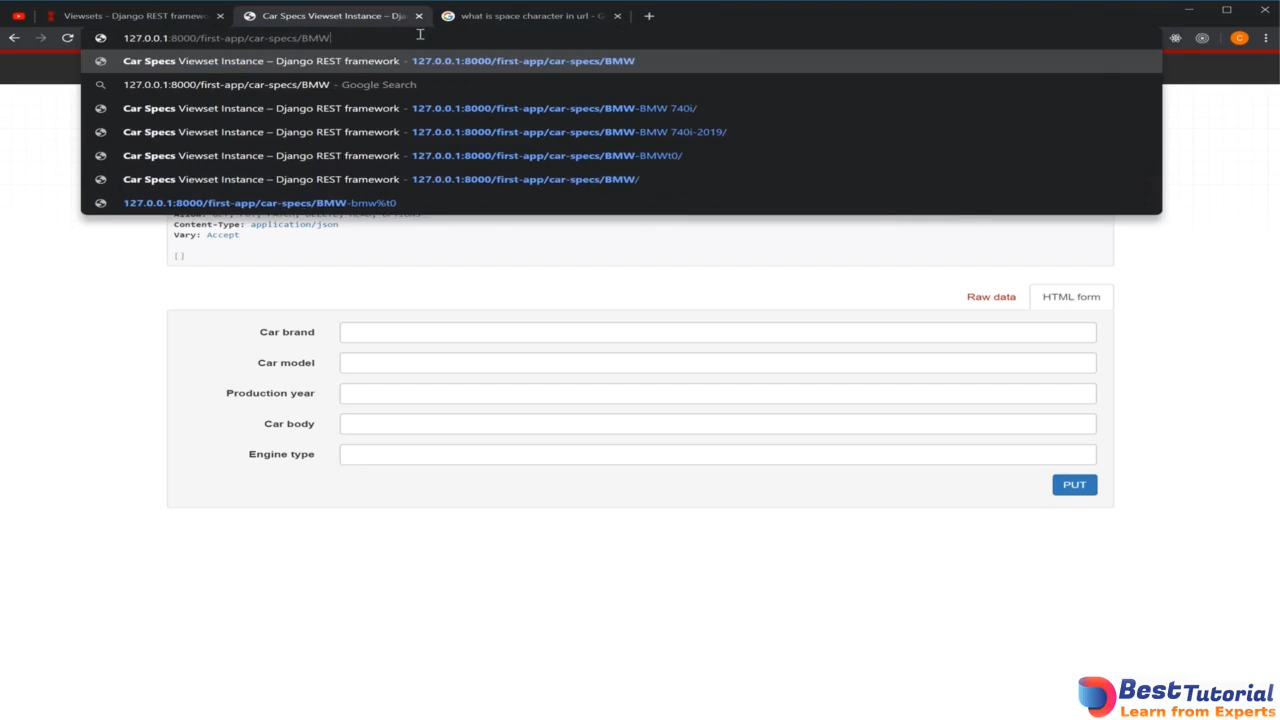 Viewsets - Django REST framewo
Car Specs Viewset Instance – Dja
what is space character in url - G
127.0.0.1:8000/first-app/car-specs/BMW
C
Car Specs Viewset Instance – Django REST framework - 127.0.0.1:8000/first-app/car-specs/BMW
127.0.0.1:8000/first-app/car-specs/BMW - Google Search
Car Specs Viewset Instance – Django REST framework - 127.0.0.1:8000/first-app/car-specs/BMW-BMW 740i/
Car Specs Viewset Instance – Django REST framework - 127.0.0.1:8000/first-app/car-specs/BMW-BMW 740i-2019/
Car Specs Viewset Instance – Django REST framework - 127.0.0.1:8000/first-app/car-specs/BMW-BMWt0/
Car Specs Viewset Instance – Django REST framework - 127.0.0.1:8000/first-app/car-specs/BMW/
127.0.0.1:8000/first-app/car-specs/BMW-bmw%t0
Content-Type: application/json
Vary: Accept
[]
Raw data
HTML form
Car brand
Car model
Production year
Car body
Engine type
PUT
BestTutorial
Learn from Experts